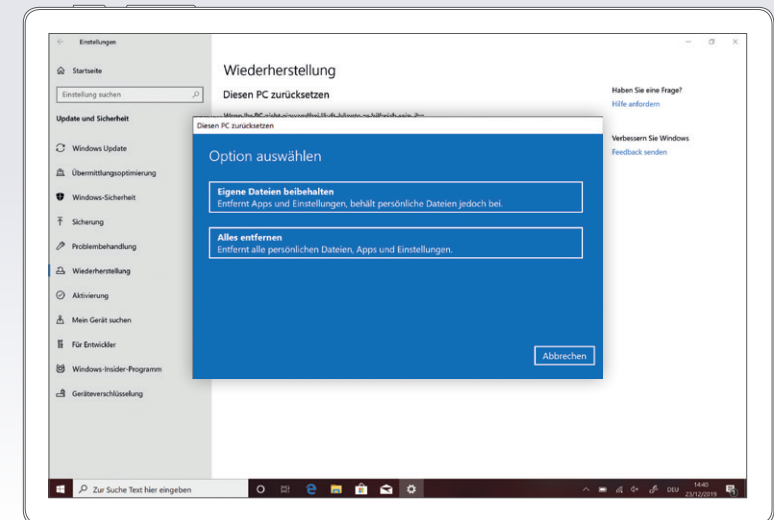 Einstellungen
Startseite
Einstellung suchen
Update und Sicherheit
Windows Update
Übermittlungsoptimierung
Windows-Sicherheit
Sicherung
Problembehandlung
Wiederherstellung
Aktivierung
Mein Gerät suchen
Für Entwickler
Windows-Insider-Programm
Geräteverschlüsselung
Wiederherstellung
Diesen PC zurücksetzen
Diesen PC zurücksetzen
Option auswählen
Eigene Dateien beibehalten
Entfernt Apps und Einstellungen, behält persönliche Dateien jedoch bei.
Alles entfernen
Entfernt alle persönlichen Dateien, Apps und Einstellungen.
Abbrechen
Haben Sie eine Frage?
Hilfe anfordern
Verbessern Sie Windows
Feedback senden
Zur Suche Text hier eingeben
DEU
14:40
23/12/2019